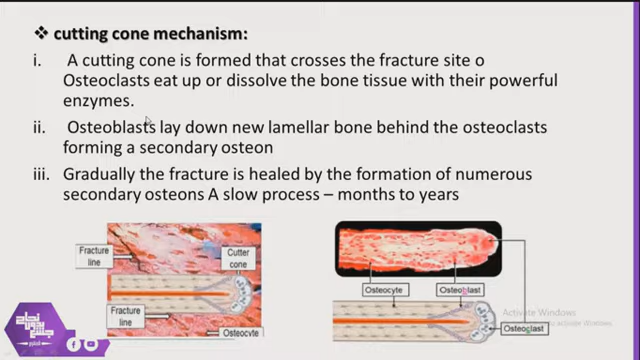 ❖ cutting cone mechanism:
i. A cutting cone is formed that crosses the fracture site o
Osteoclasts eat up or dissolve the bone tissue with their powerful
enzymes.
ii. Osteoblasts lay down new lamellar bone behind the osteoclasts
forming a secondary osteon
iii. Gradually the fracture is healed by the formation of numerous
secondary osteons A slow process – months to years
Fracture
line
Cutter
cone
Fracture
line
Osteocyte
Osteocyte
Osteoblast
Osteoclast
Activate Windows
to activate Windows.